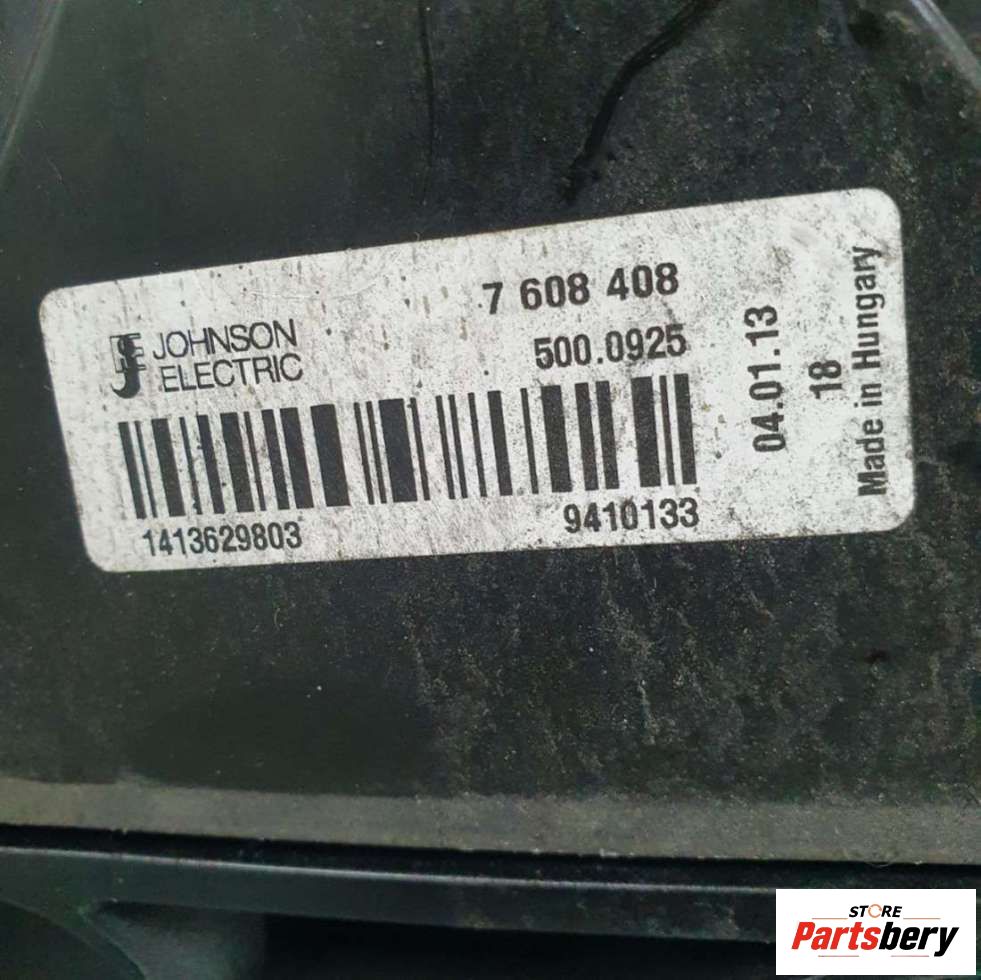 JOHNSON
ELECTRIC
7 608 408
500.0925
1413629803
9410133
04.01.13
18
Made in Hungary
STORE
Partsbery